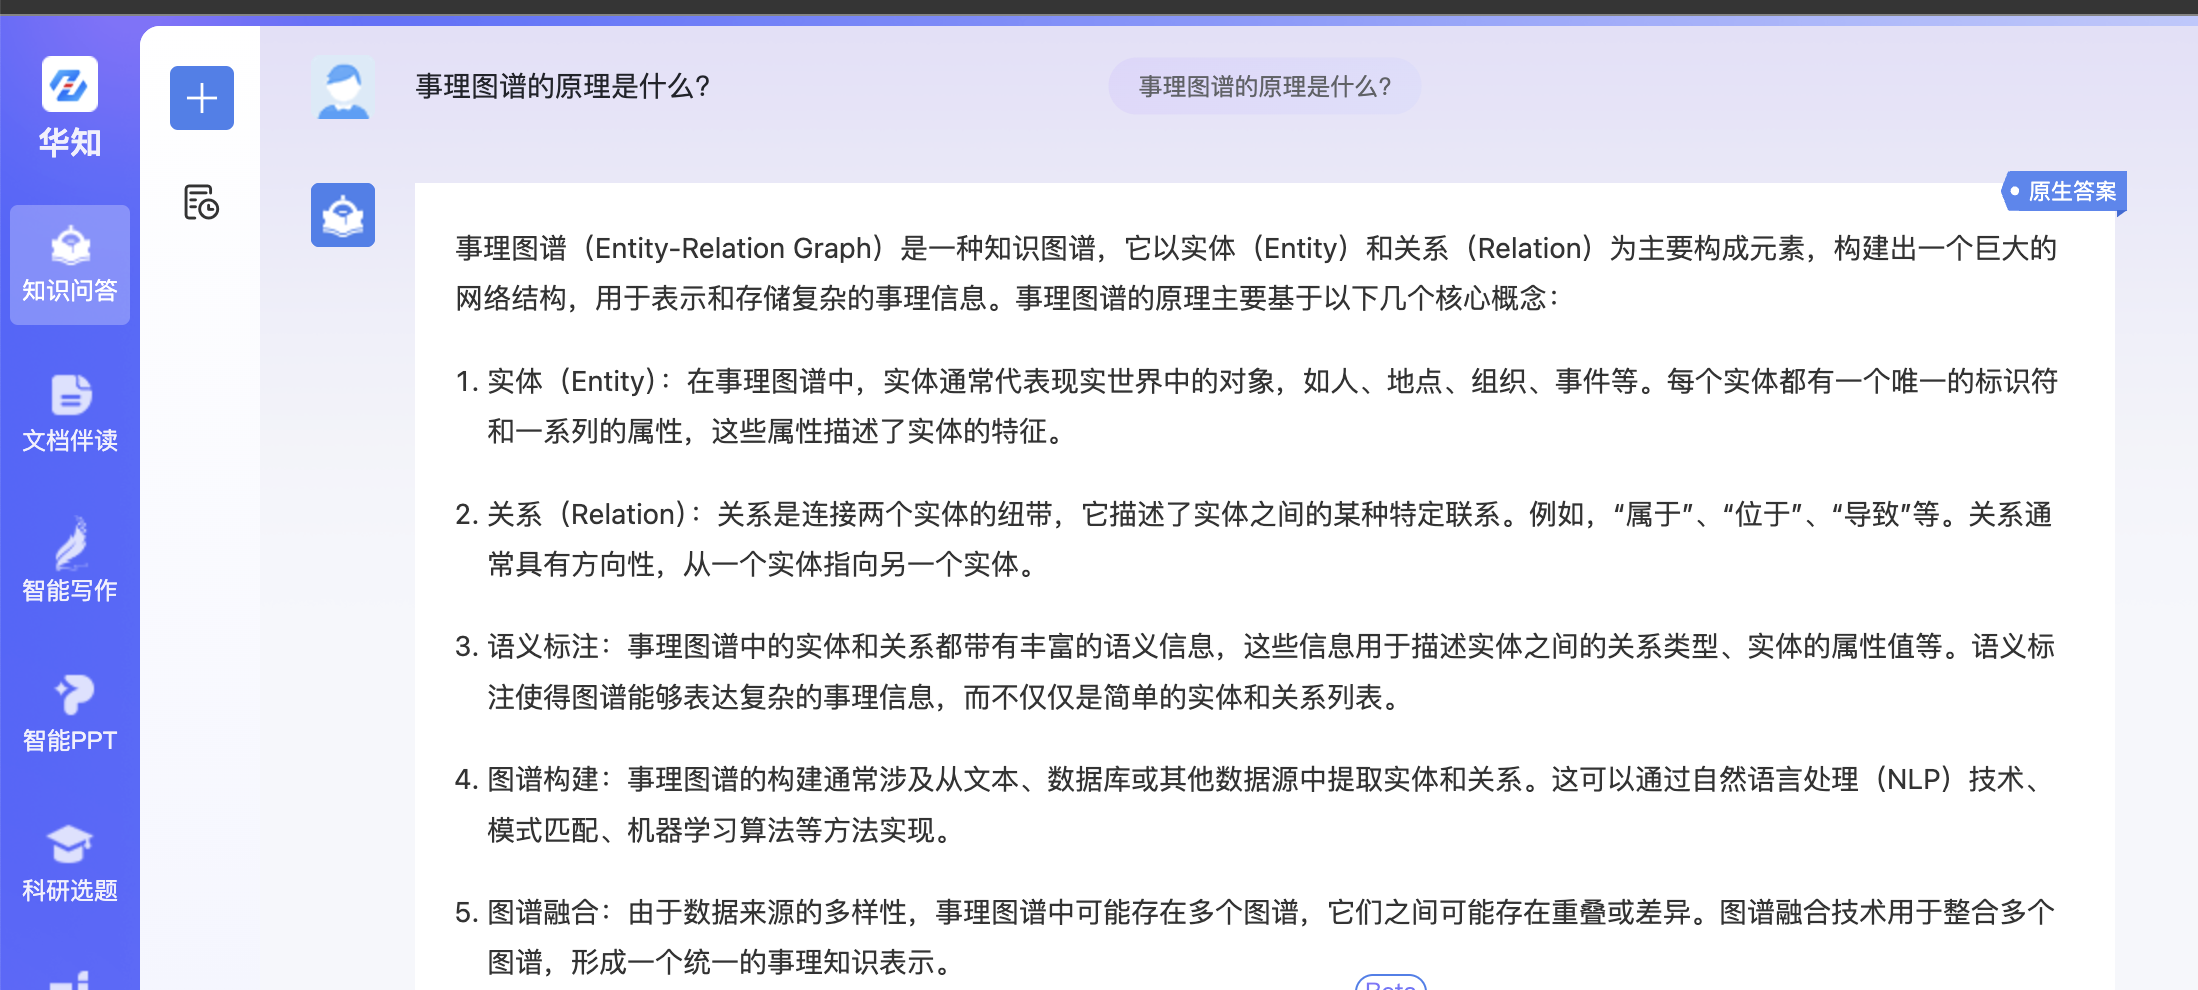 华知
知识问答
文档伴读
智能写作
智能PPT
科研选题
事理图谱的原理是什么?
事理图谱的原理是什么?
原生答案
事理图谱（Entity-Relation Graph）是一种知识图谱，它以实体（Entity）和关系（Relation）为主要构成元素，构建出一个巨大的
网络结构，用于表示和存储复杂的事理信息。事理图谱的原理主要基于以下几个核心概念：
1. 实体（Entity）：在事理图谱中，实体通常代表现实世界中的对象，如人、地点、组织、事件等。每个实体都有一个唯一的标识符
和一系列的属性，这些属性描述了实体的特征。
2. 关系（Relation）：关系是连接两个实体的纽带，它描述了实体之间的某种特定联系。例如，“属于”、“位于”、“导致”等。关系通
常具有方向性，从一个实体指向另一个实体。
3. 语义标注：事理图谱中的实体和关系都带有丰富的语义信息，这些信息用于描述实体之间的关系类型、实体的属性值等。语义标
注使得图谱能够表达复杂的事理信息，而不仅仅是简单的实体和关系列表。
4. 图谱构建：事理图谱的构建通常涉及从文本、数据库或其他数据源中提取实体和关系。这可以通过自然语言处理（NLP）技术、
模式匹配、机器学习算法等方法实现。
5. 图谱融合：由于数据来源的多样性，事理图谱中可能存在多个图谱，它们之间可能存在重叠或差异。图谱融合技术用于整合多个
图谱，形成一个统一的事理知识表示。
Beta